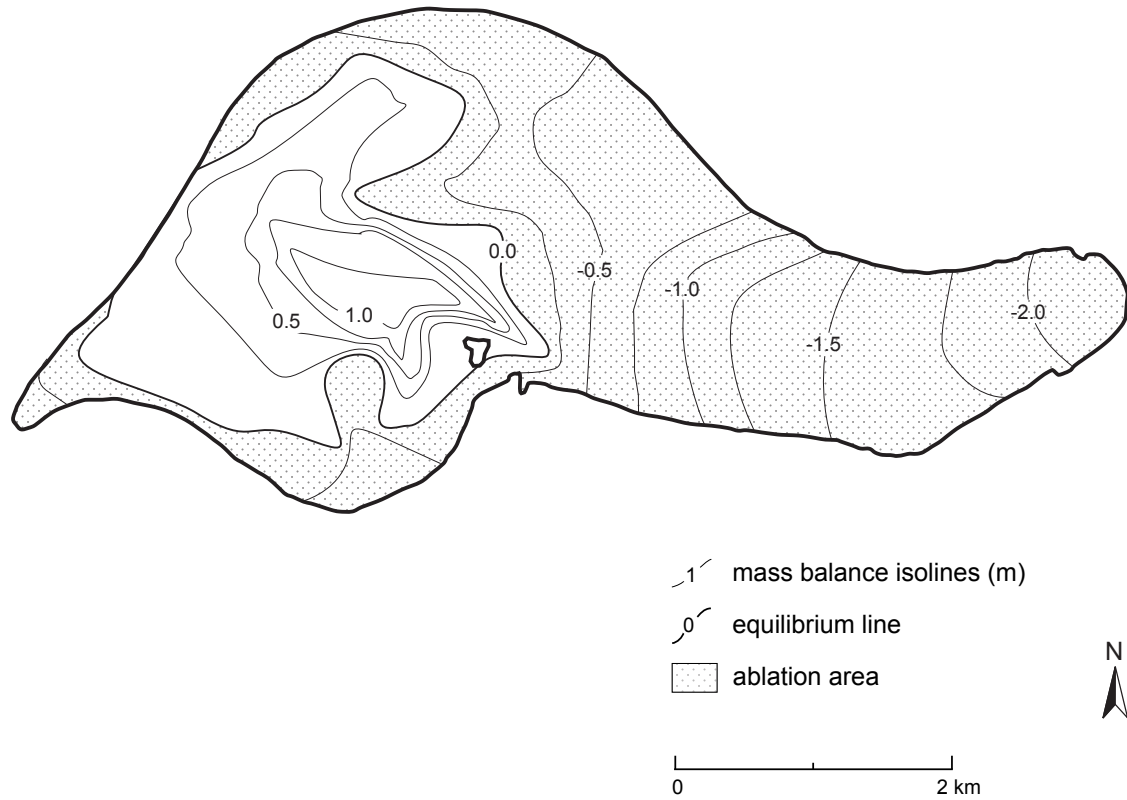 0.0
-0.5
-1.0
0.5
1.0
-1.5
-2.0
1 mass balance isolines (m)
0 equilibrium line
ablation area
N
0 2 km